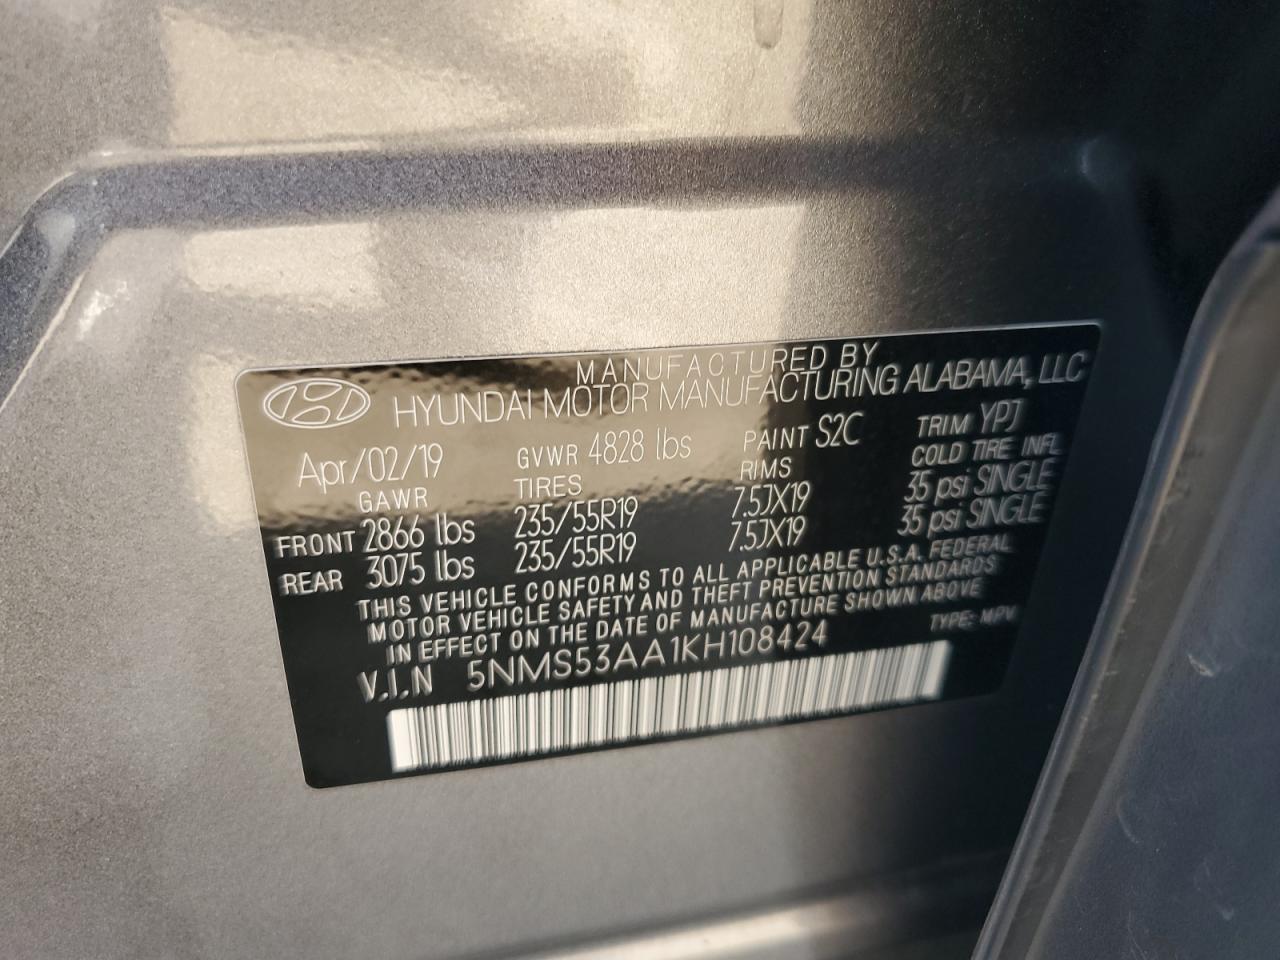 MANUFACTURED BY
HYUNDAI MOTOR MANUFACTURING ALABAMA, LLC
Apr/02/19 GVWR 4828 lbs PAINT S2C TRIM YPJ
GAWR TIRES RIMS COLD TIRE INFL
FRONT 2866 lbs 235/55R19 7.5JX19 35 psi SINGLE
REAR 3075 lbs 235/55R19 7.5JX19 35 psi SINGLE
THIS VEHICLE CONFORMS TO ALL APPLICABLE U.S.A. FEDERAL
MOTOR VEHICLE SAFETY AND THEFT PREVENTION STANDARDS
IN EFFECT ON THE DATE OF MANUFACTURE SHOWN ABOVE
V.I.N 5NMS53AA1KH108424 TYPE: MPV